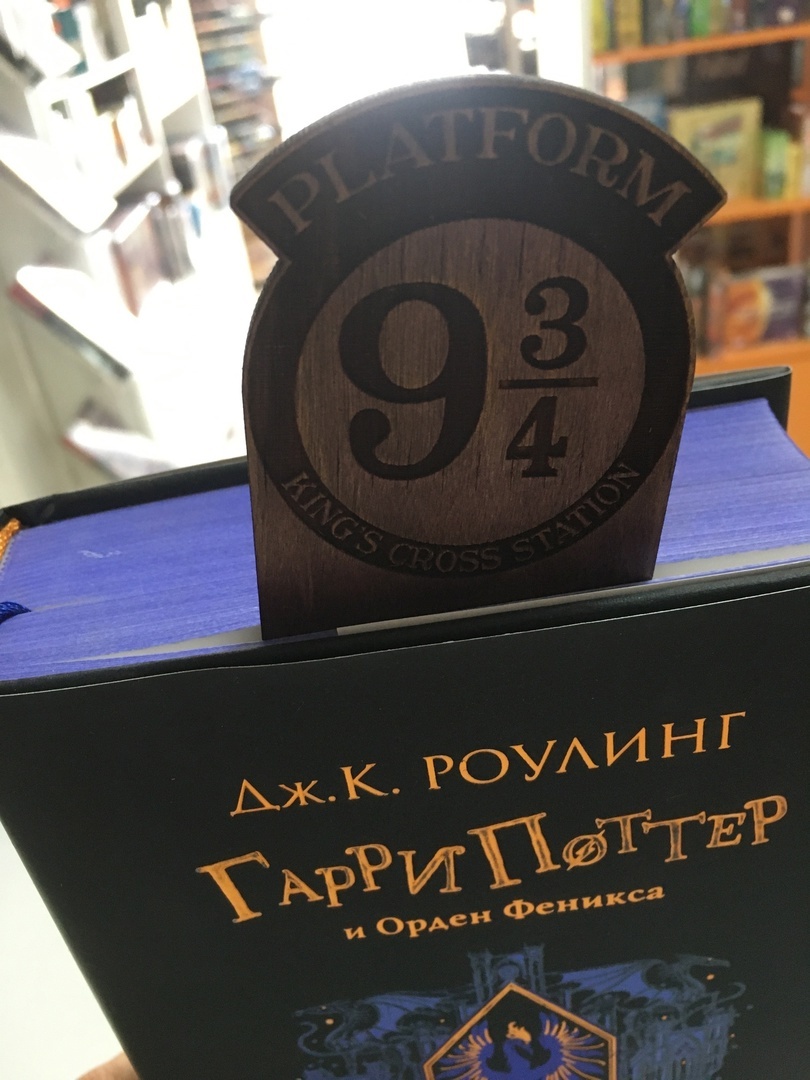 PLATFORM
9 3/4
KING'S CROSS STATION
Дж.К. РОУЛИНГ
ГАРРИ ПОТТЕР
и Орден Феникса